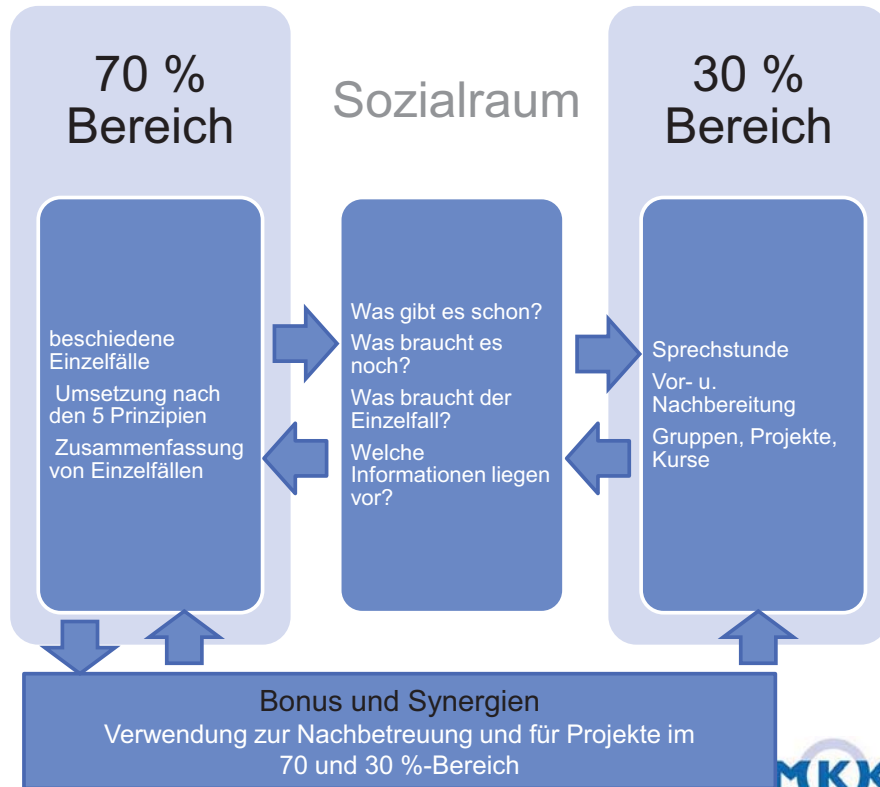 70 %
Bereich
beschiedene
Einzelfälle
Umsetzung nach
den 5 Prinzipien
Zusammenfassung
von Einzelfällen
Sozialraum
Was gibt es schon?
Was braucht es
noch?
Was braucht der
Einzelfall?
Welche
Informationen liegen
vor?
30 %
Bereich
Sprechstunde
Vor- u.
Nachbereitung
Gruppen, Projekte,
Kurse
Bonus und Synergien
Verwendung zur Nachbetreuung und für Projekte im
70 und 30 %-Bereich
MKK